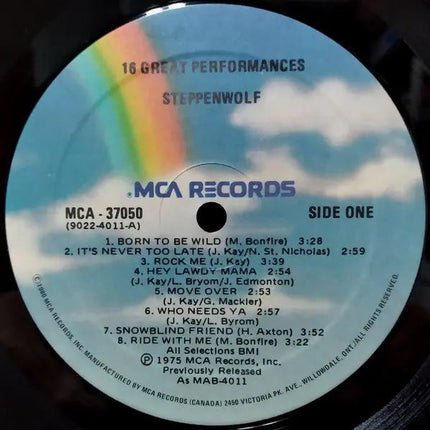 16 GREAT PERFORMANCES
STEPPENWOLF
MCA RECORDS
MCA - 37050
(9022-4011-A)
SIDE ONE
1. BORN TO BE WILD (M. Bonfire) 3:28
2. IT'S NEVER TOO LATE (J. Kay/N. St. Nicholas) 2:59
3. ROCK ME (J. Kay) 3:39
4. HEY LAWDY MAMA 2:54
(J. Kay/L. Bryom/J. Edmonton)
5. MOVE OVER 2:53
(J. Kay/G. Mackler)
6. WHO NEEDS YA 2:57
(J. Kay/L. Byrom)
7. SNOWBLIND FRIEND (H. Axton) 3:52
8. RIDE WITH ME (M. Bonfire) 3:22
All Selections BMI
Ⓟ 1975 MCA Records, Inc.
Previously Released
As MAB-4011
©1980 MCA RECORDS, INC. MANUFACTURED BY MCA RECORDS (CANADA) 2450 VICTORIA PK. AVE., WILLOWDALE, ONT./ALL RIGHTS RESERVED.